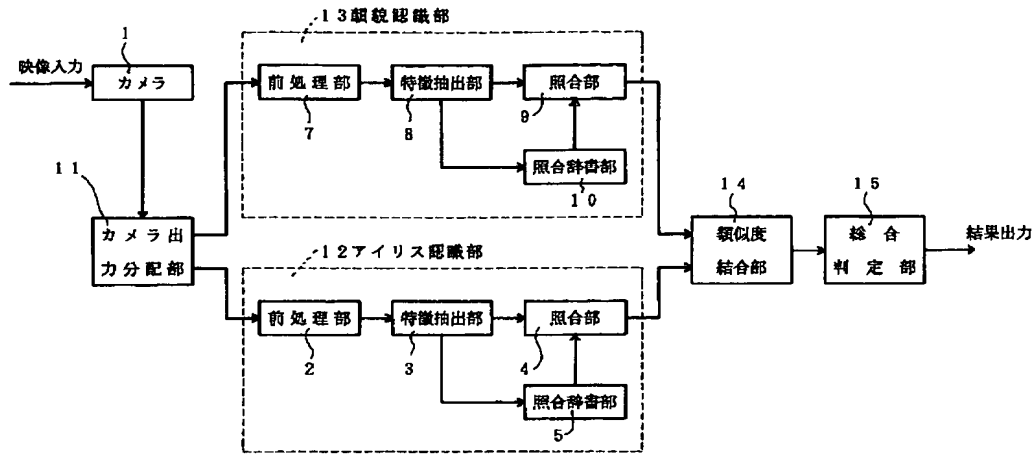 13顔貌認識部
1
映像入力
カメラ
前処理部
特徴抽出部
照合部
7
8
9
照合辞書部
10
11
カメラ出
力分配部
14
類似度
結合部
15
総合
判定部
結果出力
12アイリス認識部
前処理部
特徴抽出部
照合部
2
3
4
照合辞書部
5